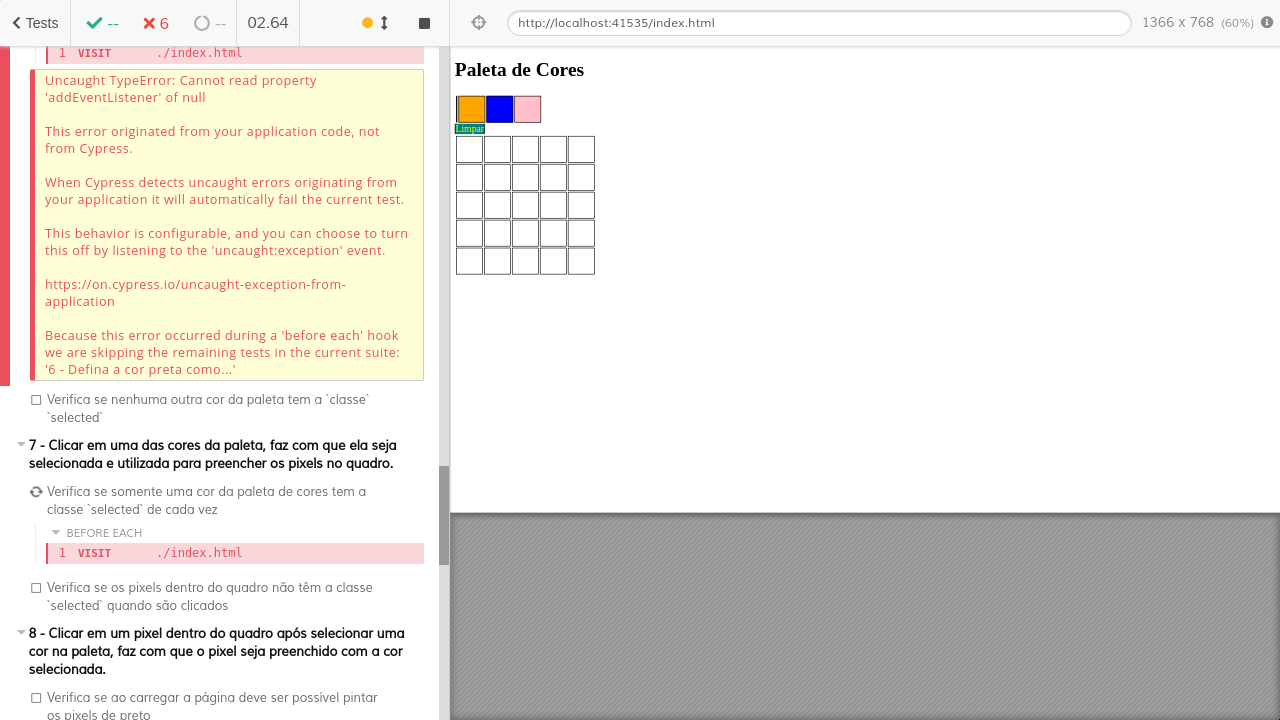 Tests
--
6
--
02.64
http://localhost:41535/index.html
1366 x 768 (60%)
1 VISIT ./index.html
Uncaught TypeError: Cannot read property
'addEventListener' of null
This error originated from your application code, not
from Cypress.
When Cypress detects uncaught errors originating from
your application it will automatically fail the current test.
This behavior is configurable, and you can choose to turn
this off by listening to the 'uncaught:exception' event.
https://on.cypress.io/uncaught-exception-from-
application
Because this error occurred during a 'before each' hook
we are skipping the remaining tests in the current suite:
'6 - Defina a cor preta como...'
Verifica se nenhuma outra cor da paleta tem a `classe`
`selected`
7 - Clicar em uma das cores da paleta, faz com que ela seja
selecionada e utilizada para preencher os pixels no quadro.
Verifica se somente uma cor da paleta de cores tem a
classe `selected` de cada vez
BEFORE EACH
1 VISIT ./index.html
Verifica se os pixels dentro do quadro não têm a classe
`selected` quando são clicados
8 - Clicar em um pixel dentro do quadro após selecionar uma
cor na paleta, faz com que o pixel seja preenchido com a cor
selecionada.
Verifica se ao carregar a página deve ser possível pintar
os pixels de preto
Paleta de Cores
Limpar